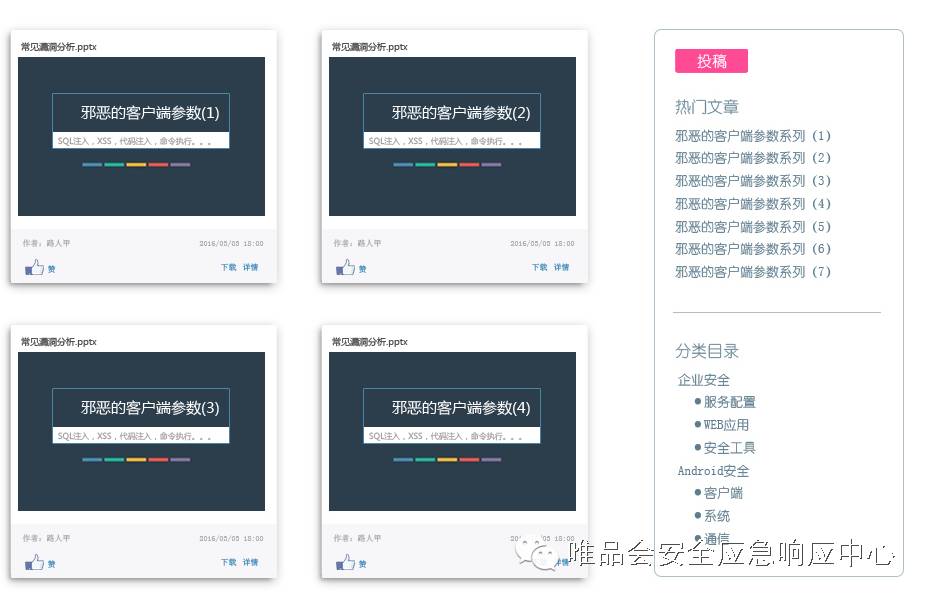 常见漏洞分析.pptx
邪恶的客户端参数(1)
SQL注入，XSS，代码注入，命令执行。。。
作者：路人甲 2016/05/05 18:00
赞 下载 详情
常见漏洞分析.pptx
邪恶的客户端参数(2)
SQL注入，XSS，代码注入，命令执行。。。
作者：路人甲 2016/05/05 18:00
赞 下载 详情
常见漏洞分析.pptx
邪恶的客户端参数(3)
SQL注入，XSS，代码注入，命令执行。。。
作者：路人甲 2016/05/05 18:00
赞 下载 详情
常见漏洞分析.pptx
邪恶的客户端参数(4)
SQL注入，XSS，代码注入，命令执行。。。
作者：路人甲 2016/05/05 18:00
赞 详情
投稿
热门文章
邪恶的客户端参数系列 (1)
邪恶的客户端参数系列 (2)
邪恶的客户端参数系列 (3)
邪恶的客户端参数系列 (4)
邪恶的客户端参数系列 (5)
邪恶的客户端参数系列 (6)
邪恶的客户端参数系列 (7)
分类目录
企业安全
●服务配置
●WEB应用
●安全工具
Android安全
●客户端
●系统
●通信
唯品会安全应急响应中心